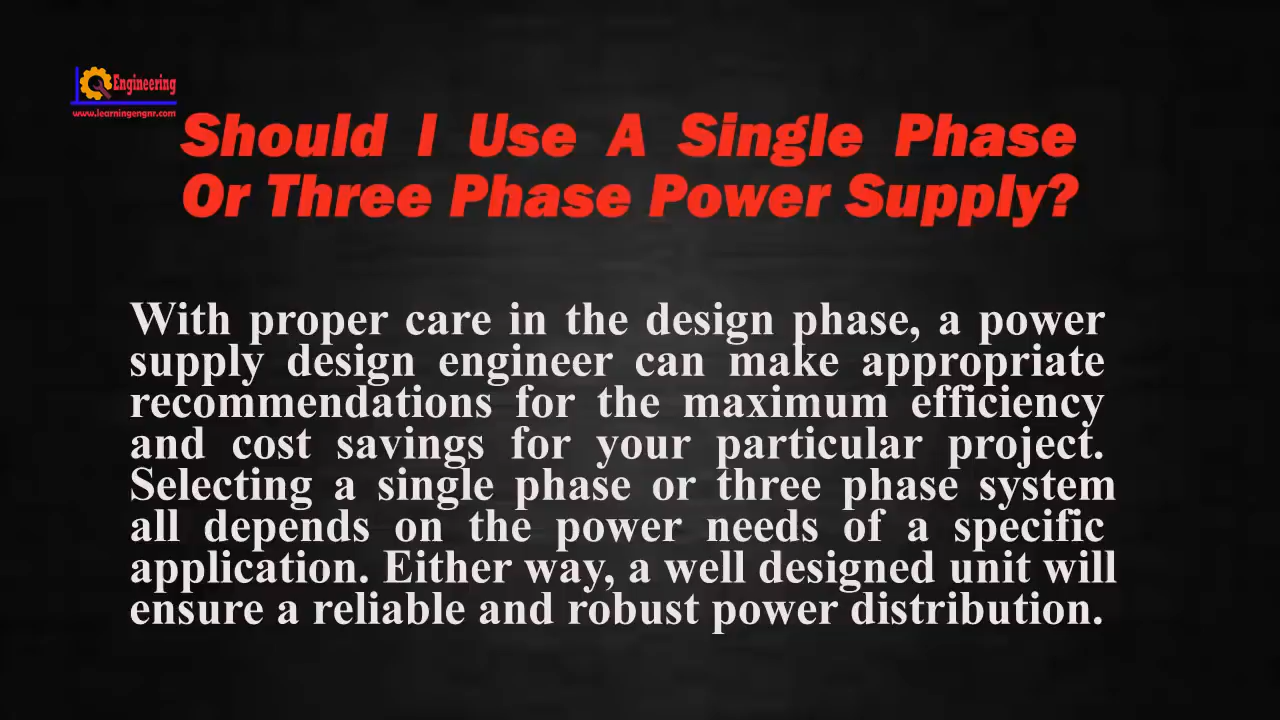 Engineering
www.learningengnr.com
Should I Use A Single Phase
Or Three Phase Power Supply?
With proper care in the design phase, a power
supply design engineer can make appropriate
recommendations for the maximum efficiency
and cost savings for your particular project.
Selecting a single phase or three phase system
all depends on the power needs of a specific
application. Either way, a well designed unit will
ensure a reliable and robust power distribution.